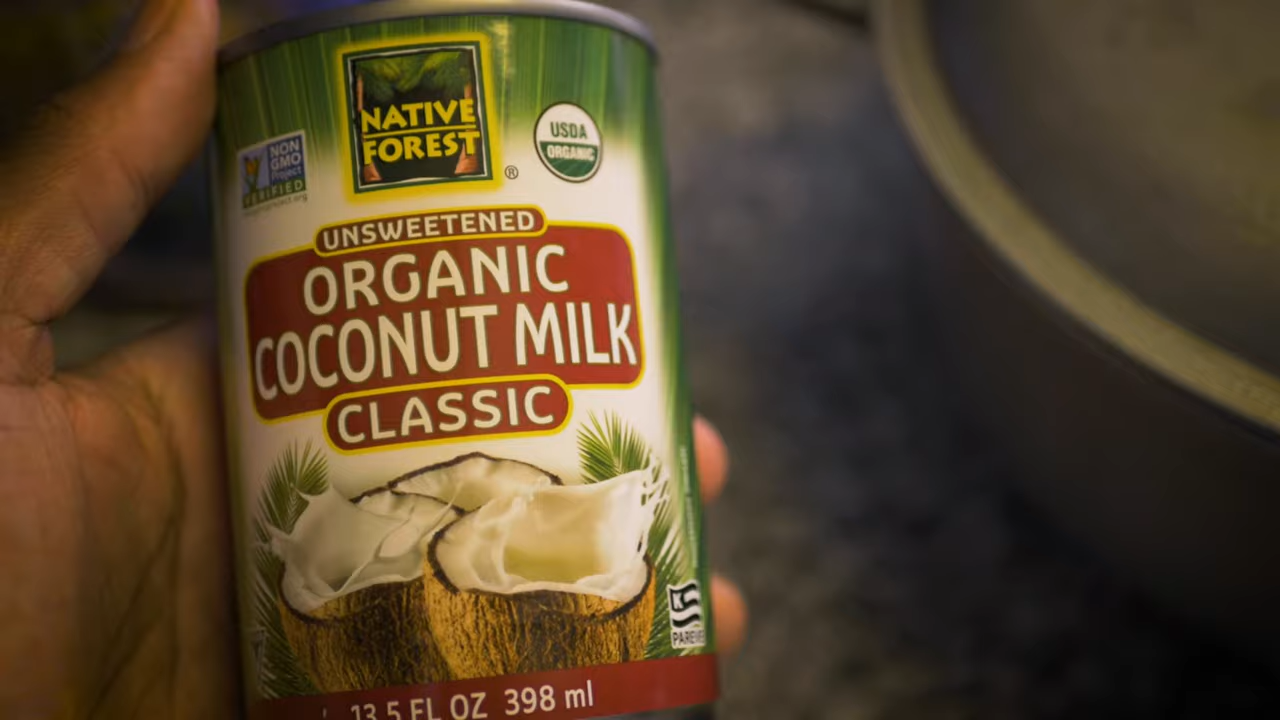 NATIVE
FOREST
®
USDA
ORGANIC
NON
GMO
Project
VERIFIED
UNSWEETENED
ORGANIC
COCONUT MILK
CLASSIC
13.5 FL OZ 398 ml